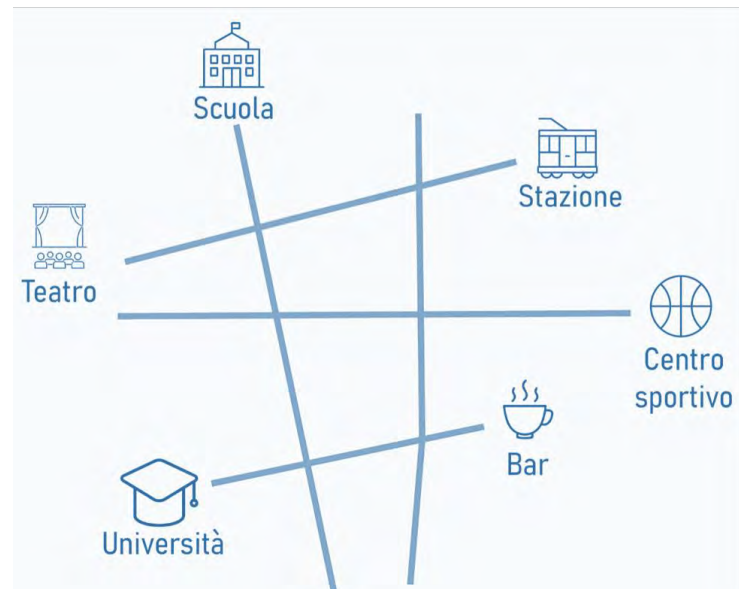 Scuola
Stazione
Teatro
Centro
sportivo
Bar
Università